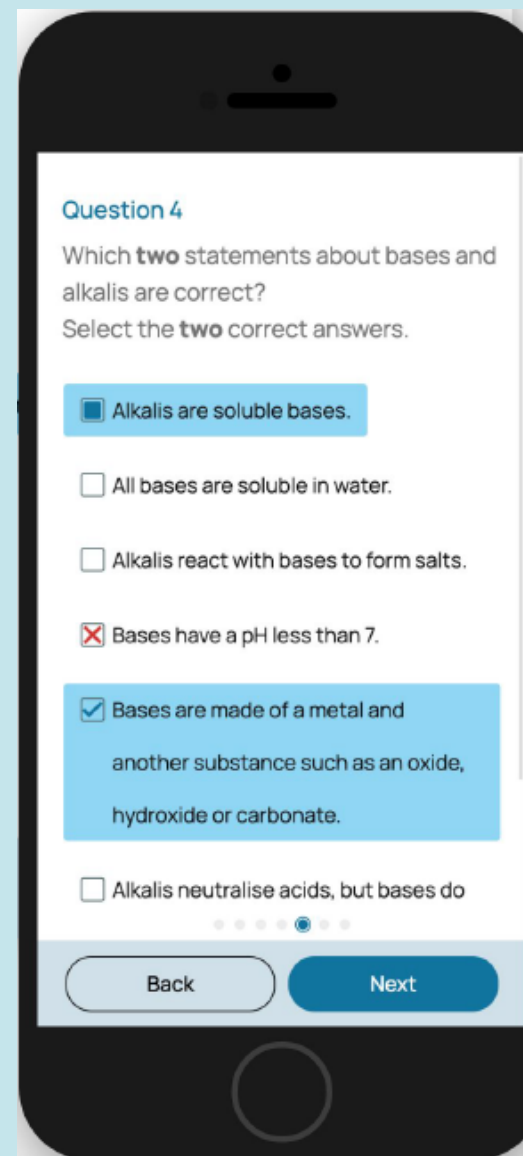 Question 4
Which two statements about bases and
alkalis are correct?
Select the two correct answers.
Alkalis are soluble bases.
All bases are soluble in water.
Alkalis react with bases to form salts.
Bases have a pH less than 7.
Bases are made of a metal and
another substance such as an oxide,
hydroxide or carbonate.
Alkalis neutralise acids, but bases do
Back
Next